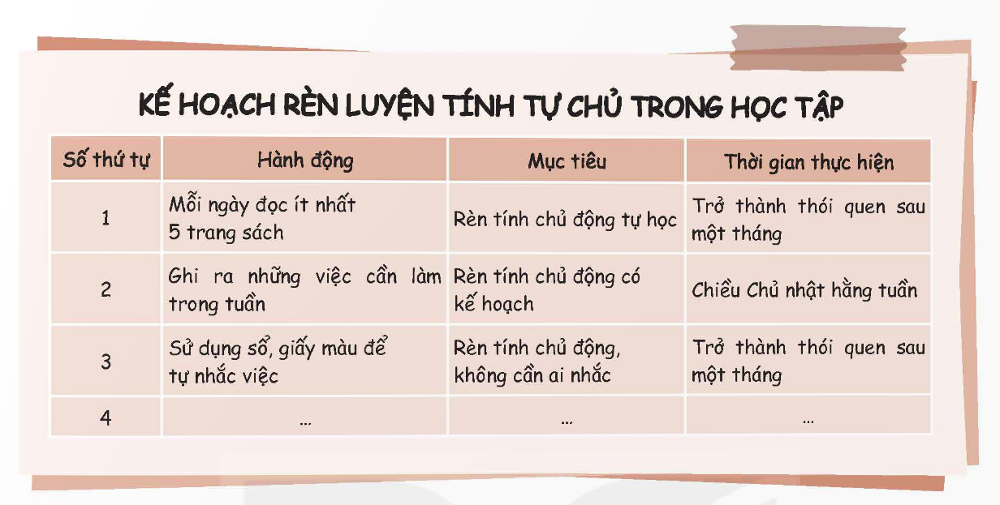 KẾ HOẠCH RÈN LUYỆN TÍNH TỰ CHỦ TRONG HỌC TẬP
Số thứ tự Hành động Mục tiêu Thời gian thực hiện
1
Mỗi ngày đọc ít nhất
5 trang sách
Rèn tính chủ động tự học
Trở thành thói quen sau
một tháng
2
Ghi ra những việc cần làm
trong tuần
Rèn tính chủ động có
kế hoạch
Chiều Chủ nhật hằng tuần
3
Sử dụng sổ, giấy màu để
tự nhắc việc
Rèn tính chủ động,
không cần ai nhắc
Trở thành thói quen sau
một tháng
4 ... ... ...